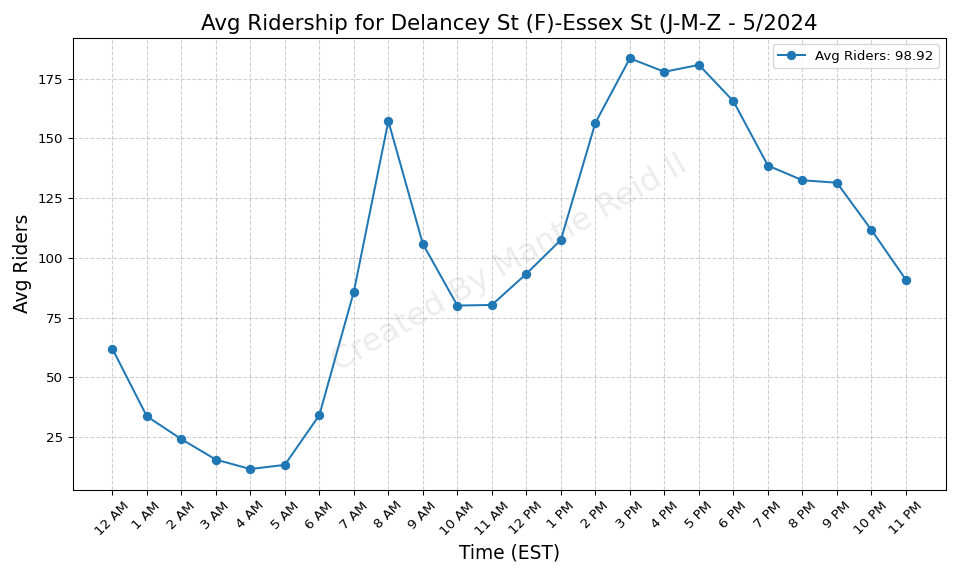 Avg Ridership for Delancey St (F)-Essex St (J-M-Z - 5/2024
Avg Riders: 98.92
Avg Riders
175
150
125
100
75
50
25
Created By Mantie Reid II
12 AM 1 AM 2 AM 3 AM 4 AM 5 AM 6 AM 7 AM 8 AM 9 AM 10 AM 11 AM 12 PM 1 PM 2 PM 3 PM 4 PM 5 PM 6 PM 7 PM 8 PM 9 PM 10 PM 11 PM
Time (EST)